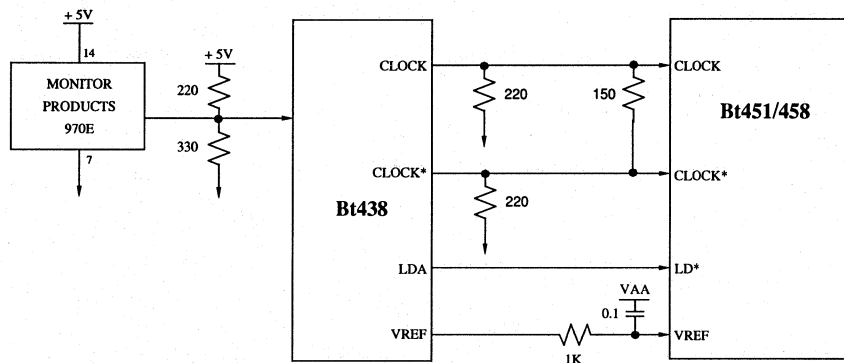 + 5V
14
MONITOR
PRODUCTS
970E
7
+ 5V
220
330
Bt438
CLOCK
CLOCK*
LDA
VREF
220
150
220
VAA
0.1
1K
Bt451/458
CLOCK
CLOCK*
LD*
VREF